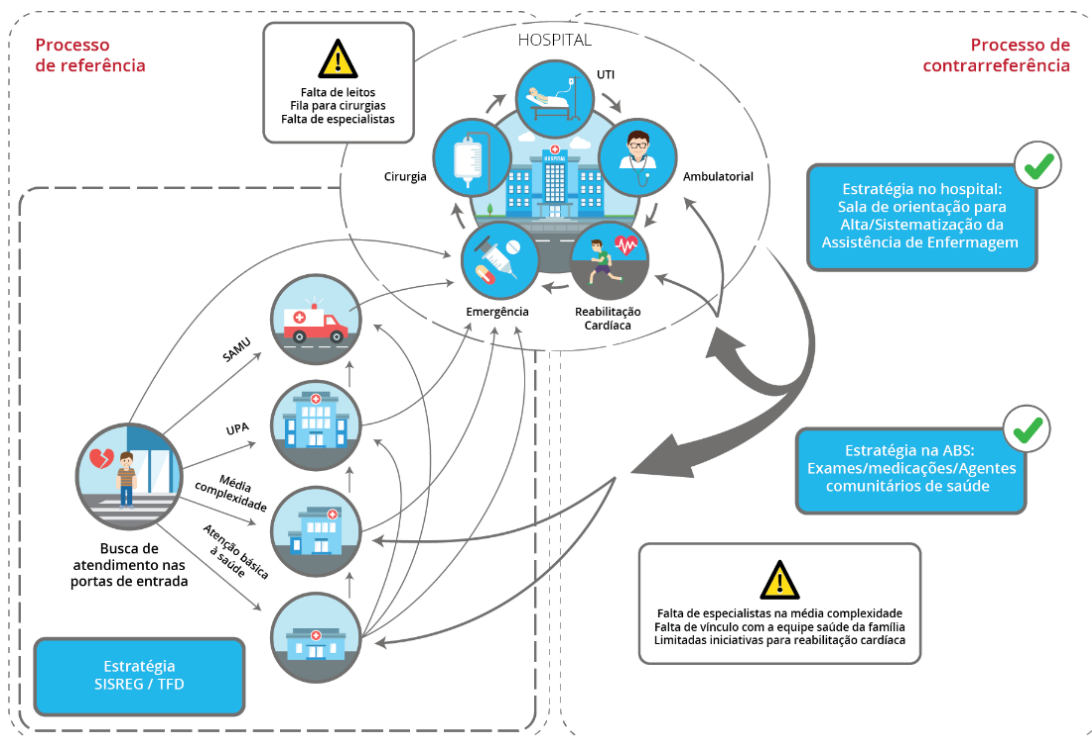 Processo
de referência
Falta de leitos
Fila para cirurgias
Falta de especialistas
HOSPITAL
UTI
Cirurgia
HOSPITAL
Ambulatorial
Emergência
Reabilitação
Cardíaca
Processo de
contrarreferência
Estratégia no hospital:
Sala de orientação para
Alta/Sistematização da
Assistência de Enfermagem
SAMU
UPA
Média
complexidade
Atenção básica
à saúde
Busca de
atendimento nas
portas de entrada
Estratégia
SISREG / TFD
Estratégia na ABS:
Exames/medicações/Agentes
comunitários de saúde
Falta de especialistas na média complexidade
Falta de vínculo com a equipe saúde da família
Limitadas iniciativas para reabilitação cardíaca